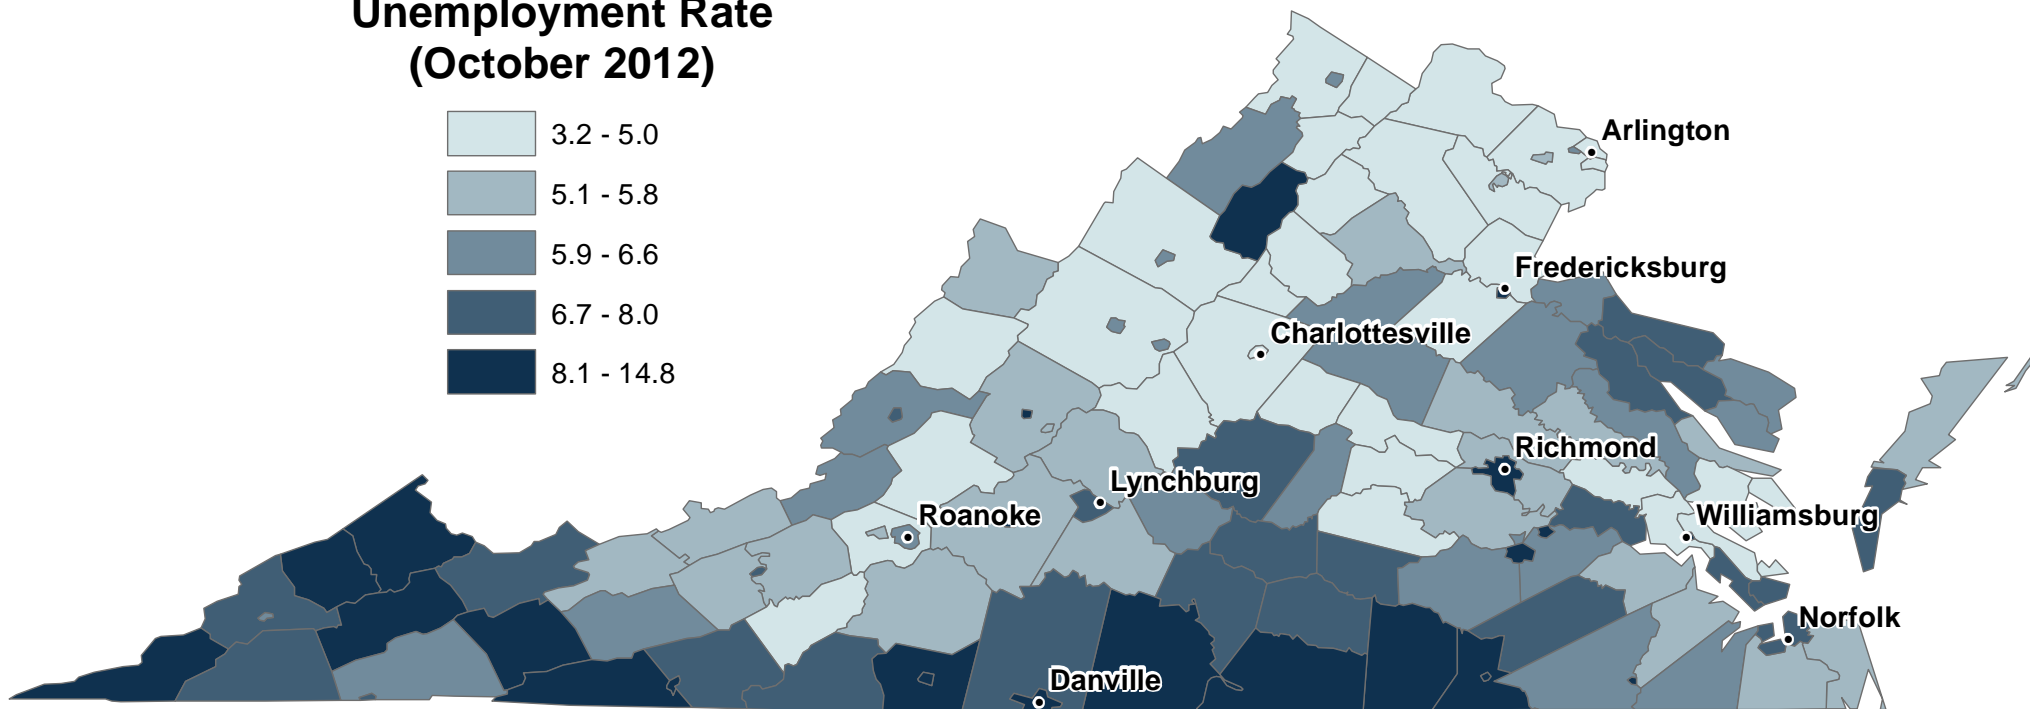 Unemployment Rate
(October 2012)
3.2 - 5.0
5.1 - 5.8
5.9 - 6.6
6.7 - 8.0
8.1 - 14.8
Arlington
Fredericksburg
Charlottesville
Richmond
Lynchburg
Roanoke
Williamsburg
Norfolk
Danville